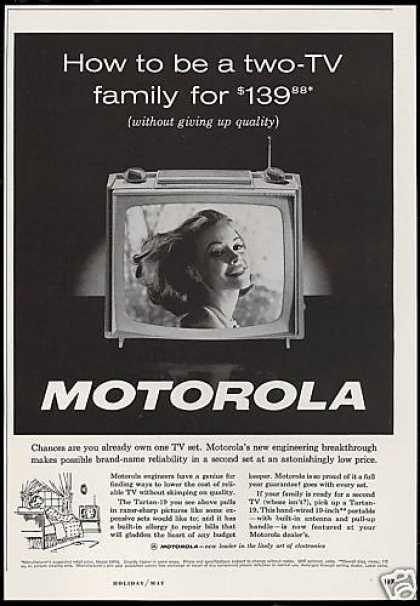 How to be a two-TV
family for $139.88*
(without giving up quality)
MOTOROLA
Chances are you already own one TV set. Motorola's new engineering breakthrough
makes possible brand-name reliability in a second set at an astonishingly low price.
Motorola engineers have a genius for
finding ways to lower the cost of reli-
able TV without skimping on quality.
The Tartan-19 you see above pulls
in razor-sharp pictures like some ex-
pensive sets would like to; and it has
a built-in allergy to repair bills that
will gladden the heart of any budget
keeper. Motorola is so proud of it a full
year guarantee† goes with every set.
If your family is ready for a second
TV (where isn't?), pick up a Tartan-
19. This hand-wired 19-inch** portable
—with built-in antenna and pull-up
handle—is now featured at your
Motorola dealer's.
MOTOROLA—new leader in the lively art of electronics
HOLIDAY/MAY